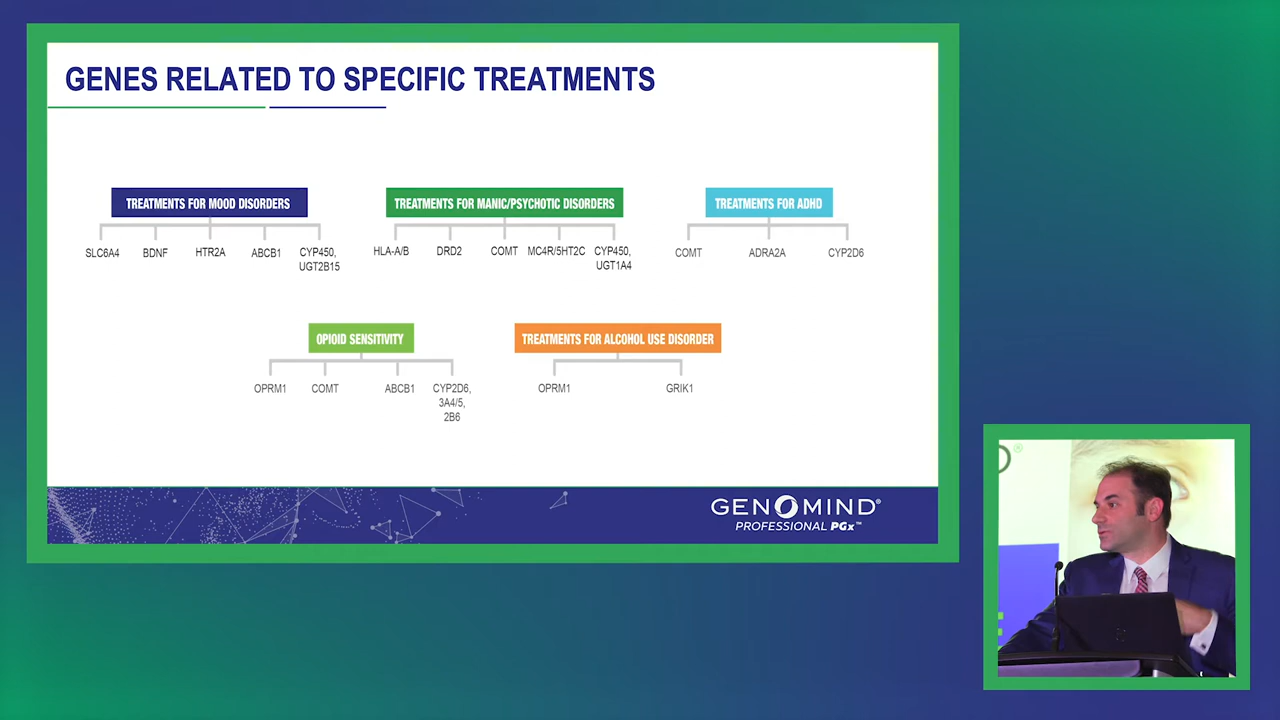 GENES RELATED TO SPECIFIC TREATMENTS
TREATMENTS FOR MOOD DISORDERS
SLC6A4 BDNF HTR2A ABCB1 CYP450,
UGT2B15
TREATMENTS FOR MANIC/PSYCHOTIC DISORDERS
HLA-A/B DRD2 COMT MC4R/5HT2C CYP450,
UGT1A4
TREATMENTS FOR ADHD
COMT ADRA2A CYP2D6
OPIOID SENSITIVITY
OPRM1 COMT ABCB1 CYP2D6,
3A4/5,
2B6
TREATMENTS FOR ALCOHOL USE DISORDER
OPRM1 GRIK1
GENOMIND®
PROFESSIONAL PGx™